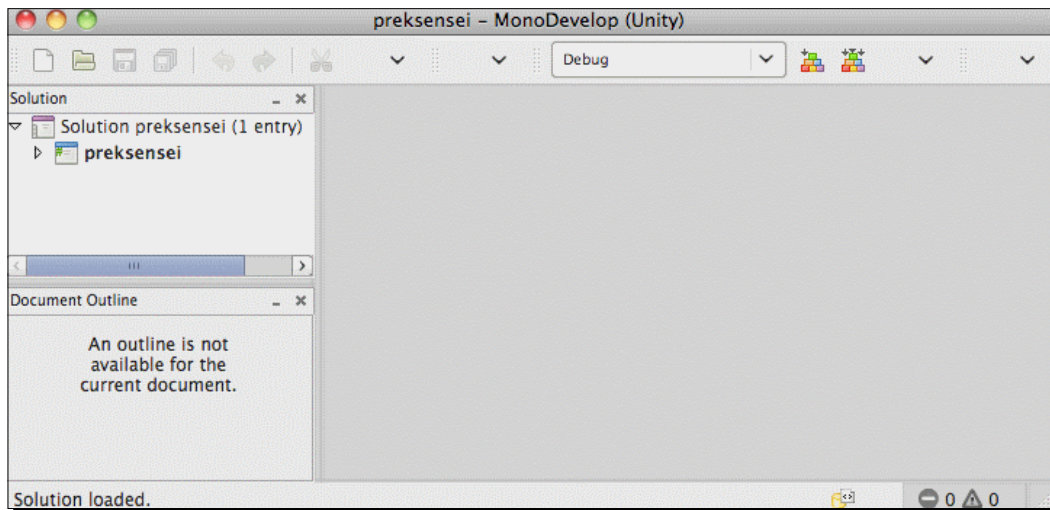 preksensei – MonoDevelop (Unity)
Debug
Solution
Solution preksensei (1 entry)
preksensei
Document Outline
An outline is not
available for the
current document.
Solution loaded.
0 0